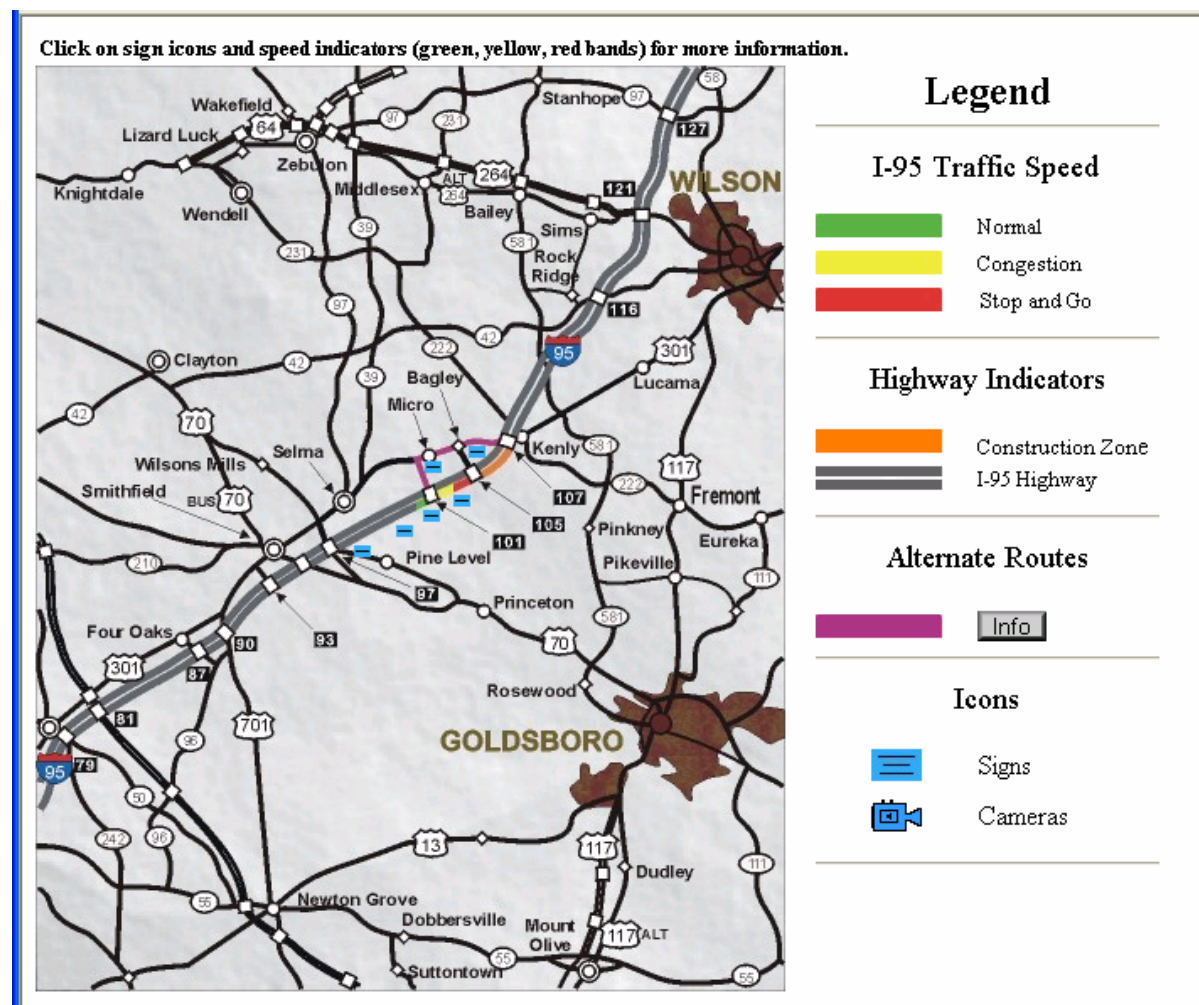 Click on sign icons and speed indicators (green, yellow, red bands) for more information.
58
Stanhope
97
Wakefield
127
Lizard Luck
64
97
231
Zebulon
Knightdale
Middlesex
ALT
264
264
121
WILSON
Wendell
Bailey
Sims
39
581
Rock
Ridge
231
97
116
42
222
42
95
301
Clayton
42
39
Bagley
Lucama
42
70
Micro
Selma
Kenly
581
117
Wilsons Mills
Smithfield
BUS
70
107
222
Fremont
105
101
Pinkney
Eureka
210
Pine Level
Pikeville
97
111
Princeton
581
Four Oaks
90
93
70
301
87
Rosewood
81
701
GOLDSBORO
96
95
79
50
242
96
13
117
111
Dudley
55
Newton Grove
Dobbersville
Mount
Olive
117
ALT
55
Suttontown
55
Legend
I-95 Traffic Speed
Normal
Congestion
Stop and Go
Highway Indicators
Construction Zone
I-95 Highway
Alternate Routes
Info
Icons
Signs
Cameras